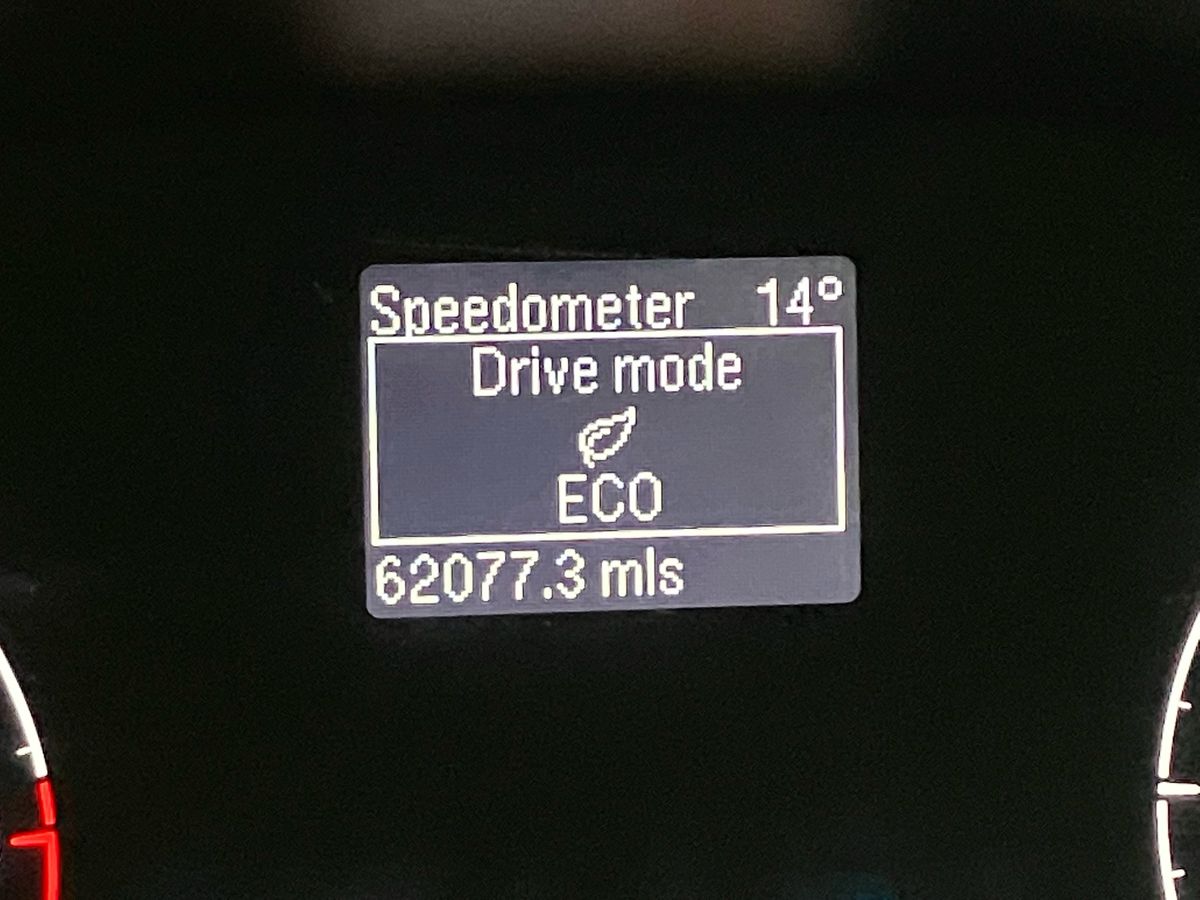 Speedometer 14°
Drive mode
ECO
62077.3 mls